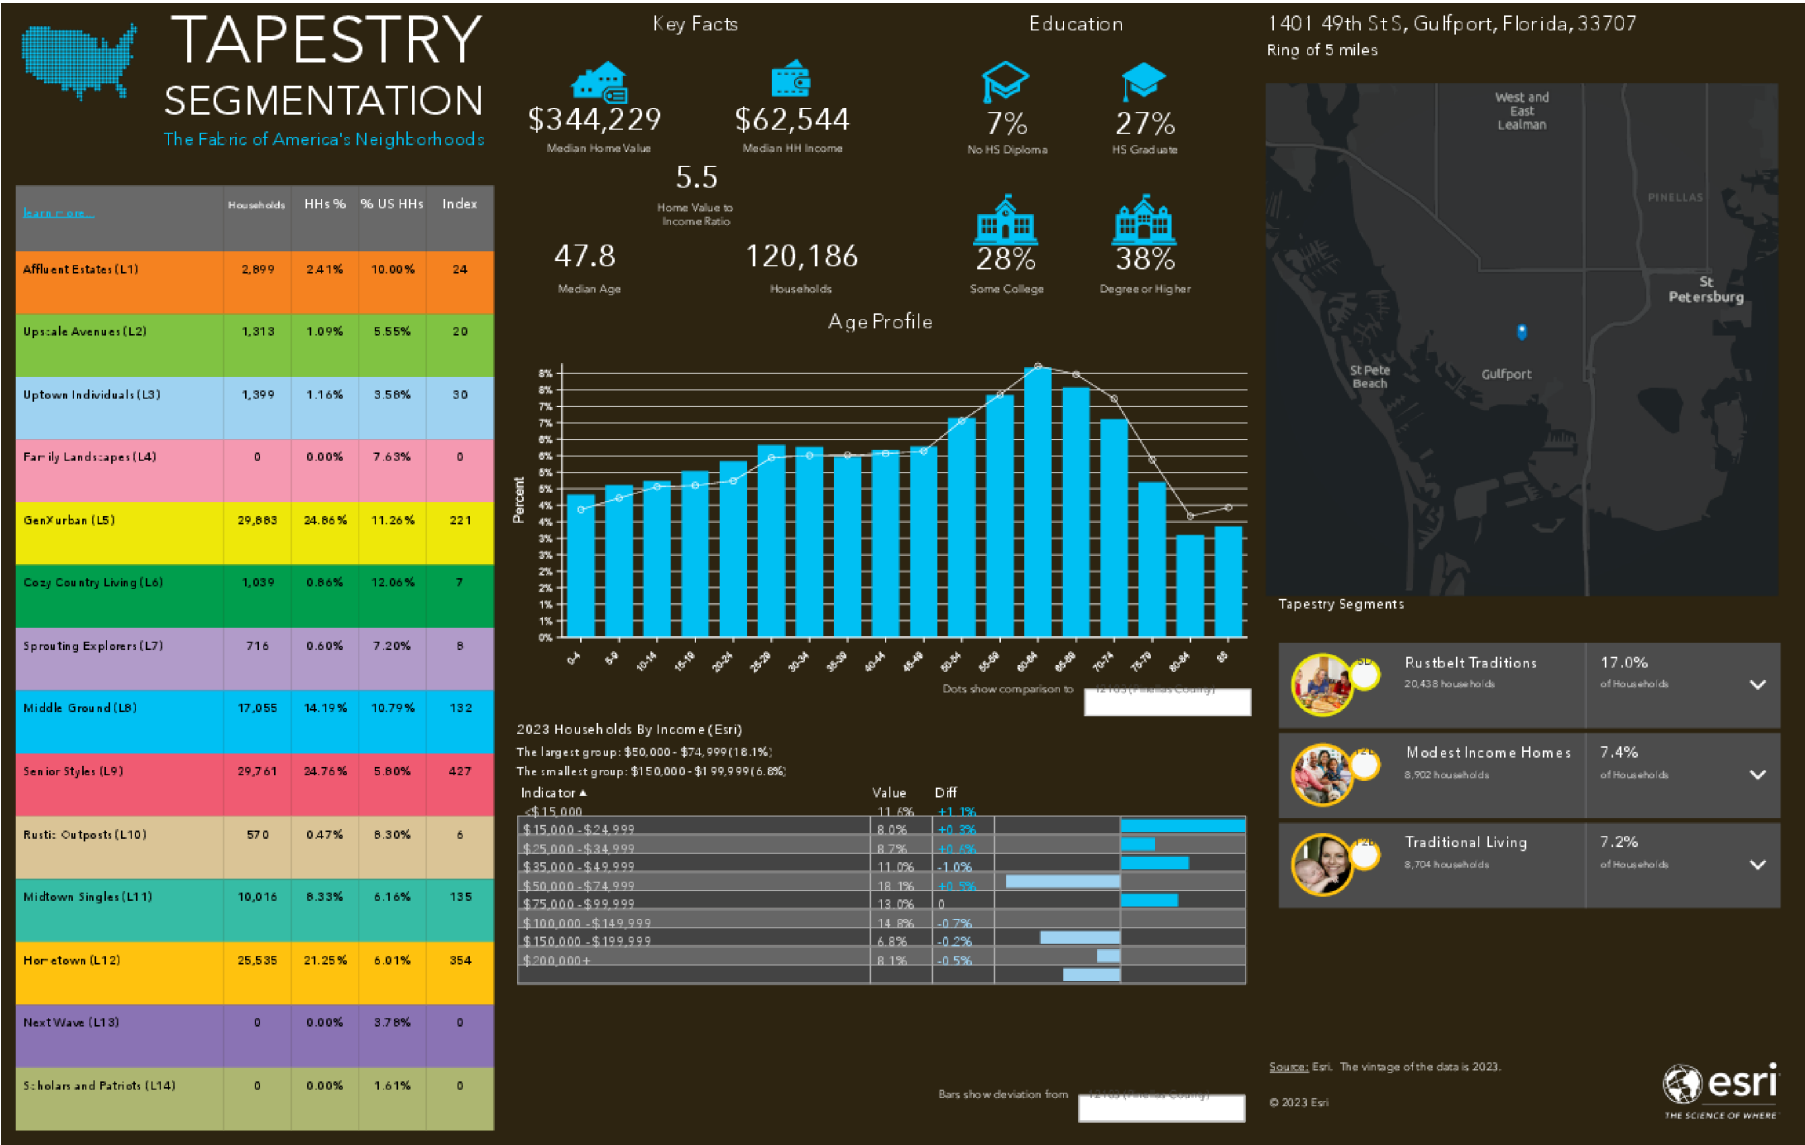 TAPESTRY
SEGMENTATION
The Fabric of America's Neighborhoods
learn more...
Households HHs % % US HHs Index
Affluent Estates (L1) 2,899 2.41% 10.00% 24
Upscale Avenues (L2) 1,313 1.09% 5.55% 20
Uptown Individuals (L3) 1,399 1.16% 3.58% 30
Family Landscapes (L4) 0 0.00% 7.63% 0
GenXurban (L5) 29,883 24.86% 11.26% 221
Cozy Country Living (L6) 1,039 0.86% 12.06% 7
Sprouting Explorers (L7) 716 0.60% 7.20% 8
Middle Ground (L8) 17,055 14.19% 10.79% 132
Senior Styles (L9) 29,761 24.76% 5.80% 427
Rustic Outposts (L10) 570 0.47% 8.30% 6
Midtown Singles (L11) 10,016 8.33% 6.16% 135
Hometown (L12) 25,535 21.25% 6.01% 354
Next Wave (L13) 0 0.00% 3.78% 0
Scholars and Patriots (L14) 0 0.00% 1.61% 0
Key Facts
$344,229
Median Home Value
$62,544
Median HH Income
5.5
Home Value to
Income Ratio
47.8
Median Age
120,186
Households
Education
7%
No HS Diploma
27%
HS Graduate
28%
Some College
38%
Degree or Higher
Age Profile
Percent
8%
8%
7%
7%
6%
6%
5%
5%
4%
4%
3%
3%
2%
2%
1%
1%
0%
0-4 5-9 10-14 15-19 20-24 25-29 30-34 35-39 40-44 45-49 50-54 55-59 60-64 65-69 70-74 75-79 80-84 85
Dots show comparison to 12103 (Pinellas County)
2023 Households By Income (Esri)
The largest group: $50,000 - $74,999 (18.1%)
The smallest group: $150,000 - $199,999 (6.8%)
Indicator ▲ Value Diff
<$15,000 11.6% +1.1%
$15,000 - $24,999 8.0% +0.3%
$25,000 - $34,999 8.7% +0.6%
$35,000 - $49,999 11.0% -1.0%
$50,000 - $74,999 18.1% +0.5%
$75,000 - $99,999 13.0% 0
$100,000 - $149,999 14.8% -0.7%
$150,000 - $199,999 6.8% -0.2%
$200,000+ 8.1% -0.5%
Bars show deviation from 12103 (Pinellas County)
1401 49th St S, Gulfport, Florida, 33707
Ring of 5 miles
West and
East
Lealman
PINELLAS
St
Petersburg
St Pete
Beach
Gulfport
Tapestry Segments
Rustbelt Traditions
20,438 households
17.0%
of Households
Modest Income Homes
8,902 households
7.4%
of Households
Traditional Living
8,704 households
7.2%
of Households
Source: Esri. The vintage of the data is 2023.
© 2023 Esri
esri
THE SCIENCE OF WHERE